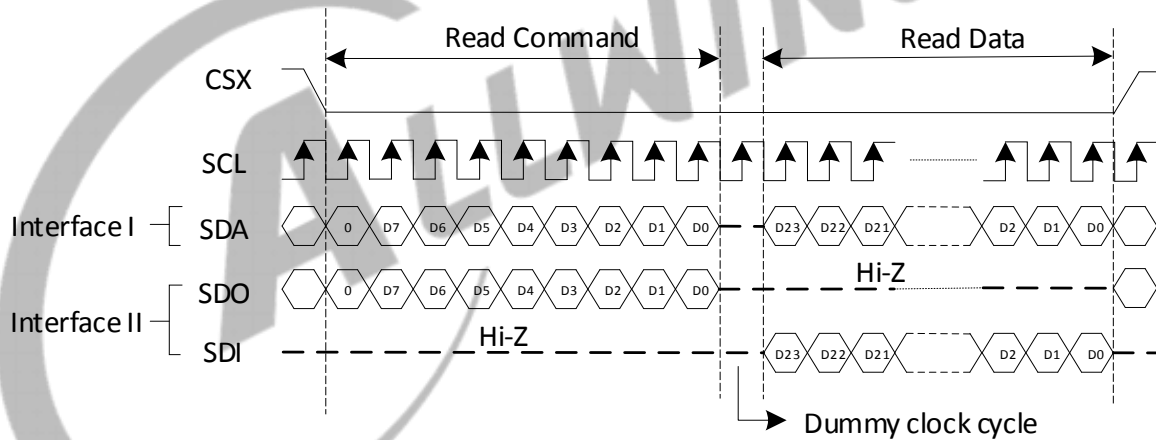 ALLWIN
Read Command
Read Data
CSX
SCL
Interface I
SDA
0 D7 D6 D5 D4 D3 D2 D1 D0 D23 D22 D21 D2 D1 D0
Hi-Z
Interface II
SDO
0 D7 D6 D5 D4 D3 D2 D1 D0
Hi-Z
SDI
D23 D22 D21 D2 D1 D0
Dummy clock cycle